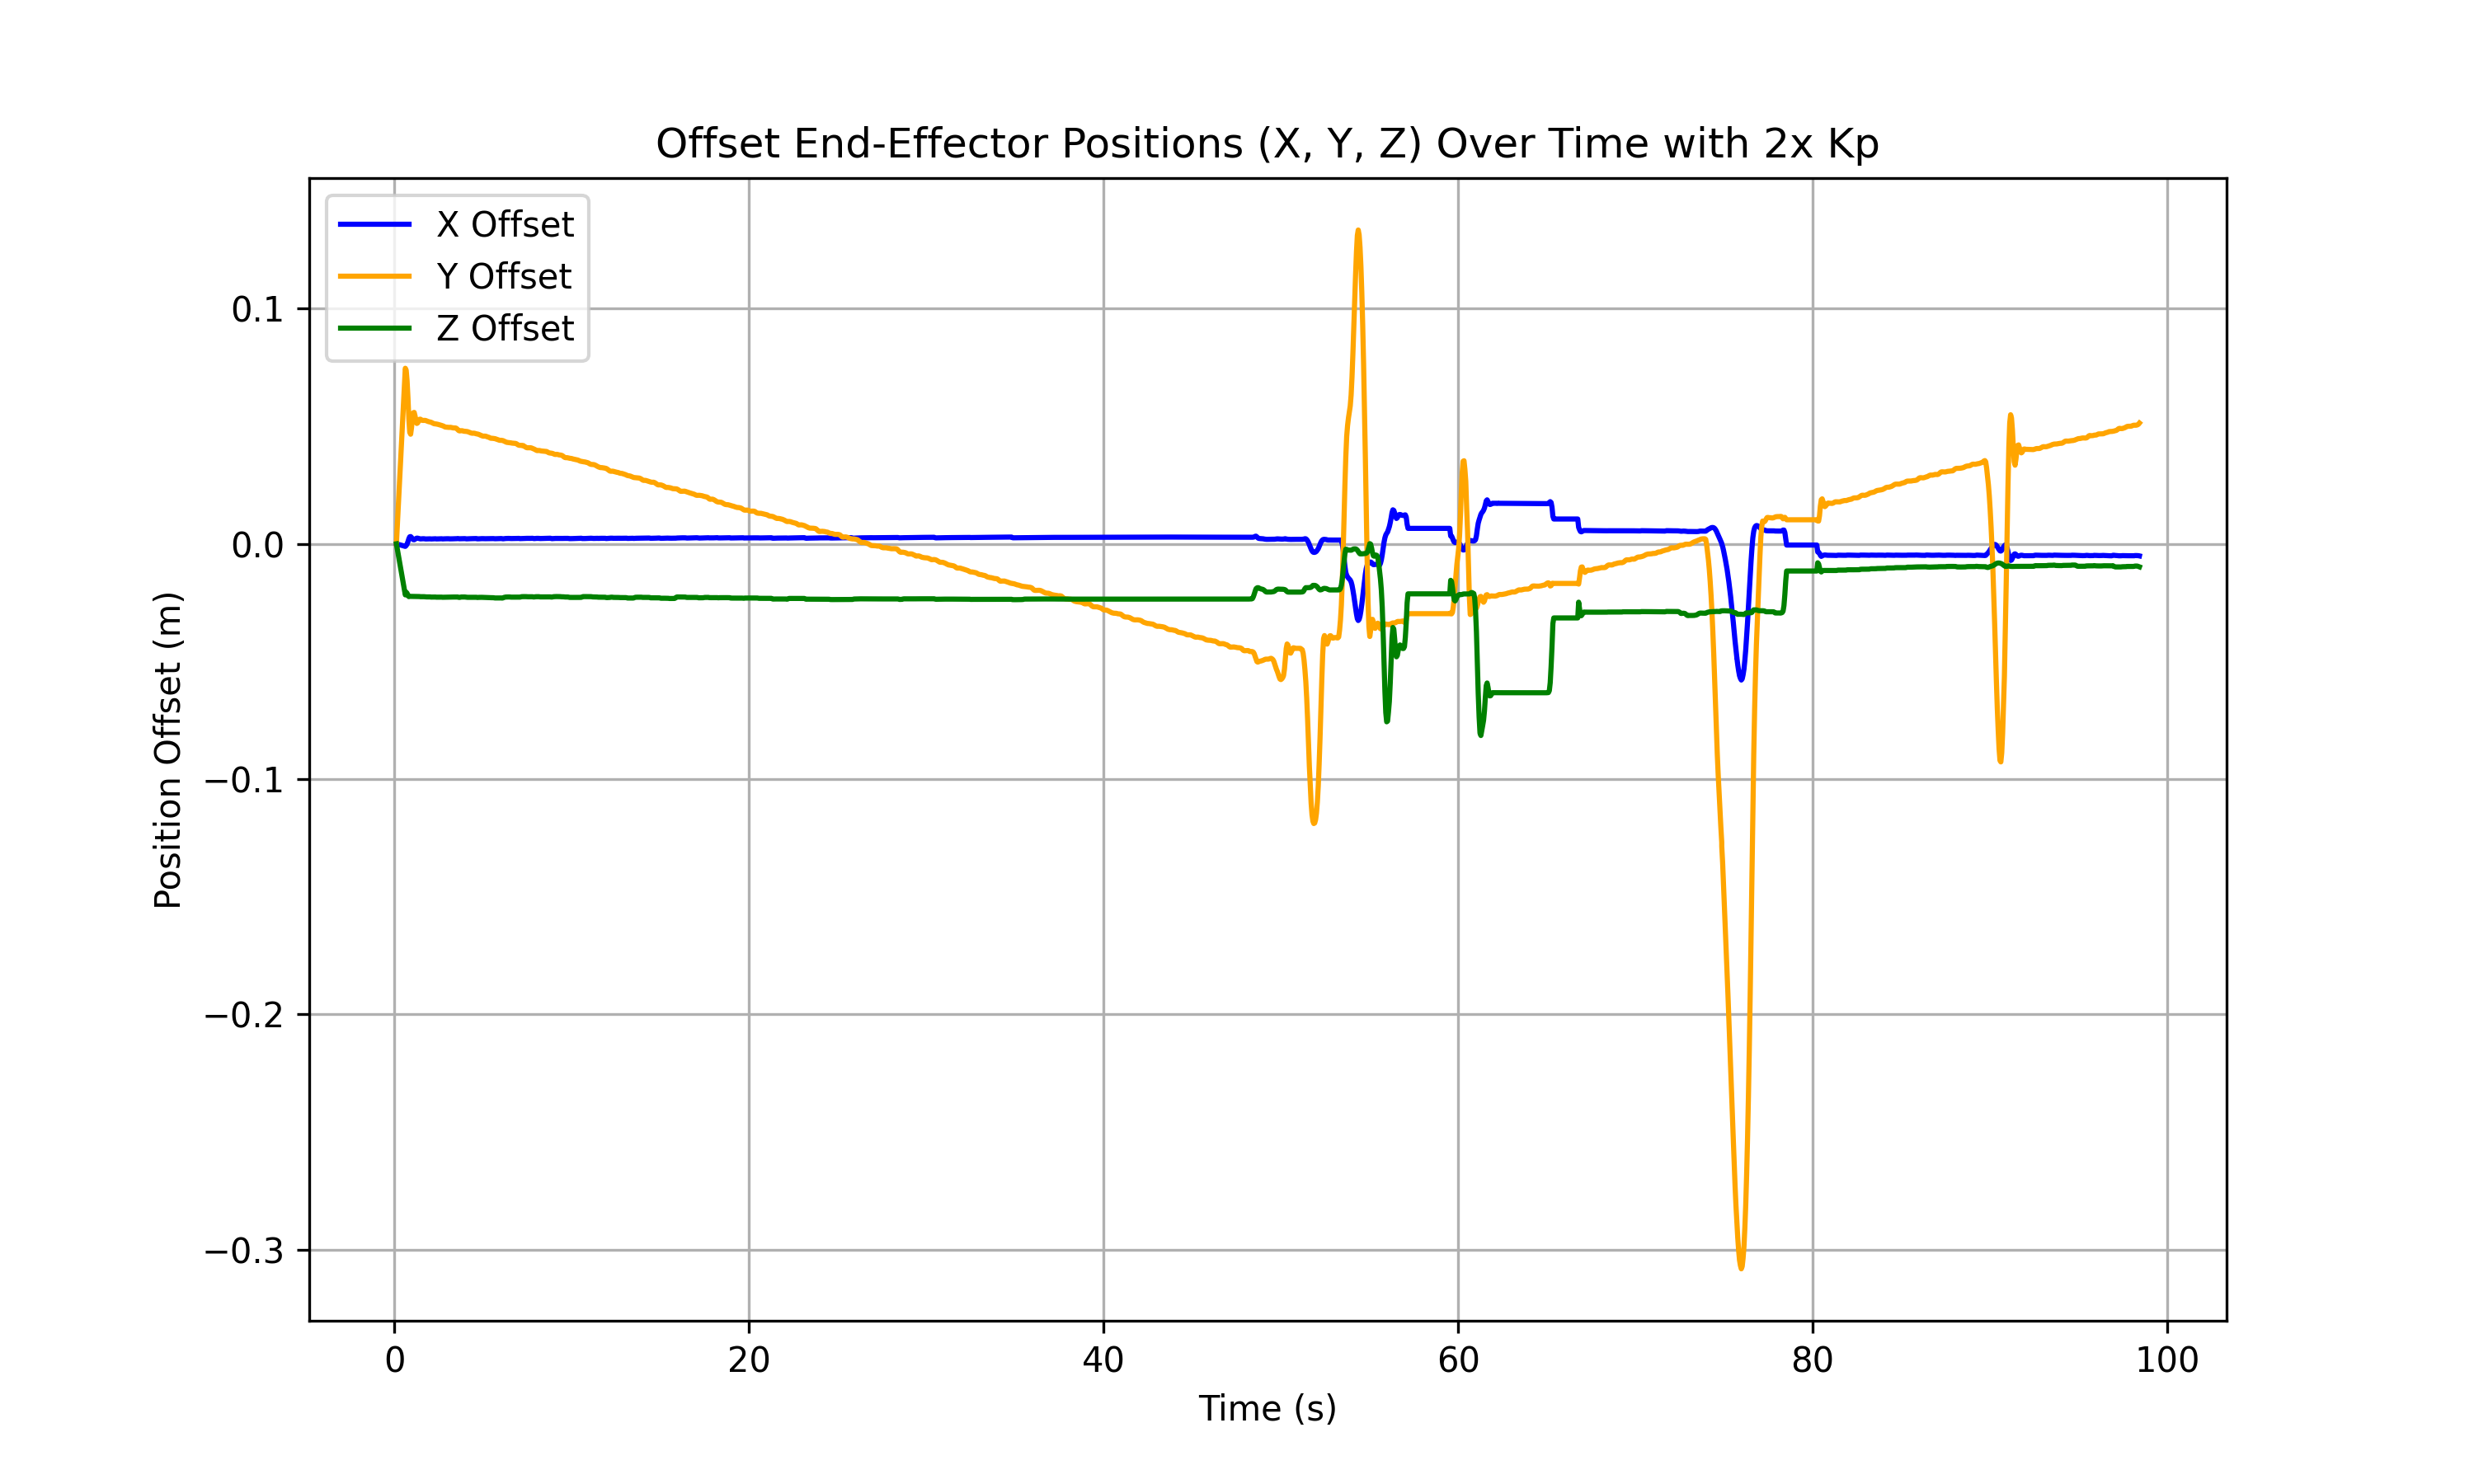 Offset End-Effector Positions (X, Y, Z) Over Time with 2x Kp
X Offset
Y Offset
Z Offset
0.1
0.0
−0.1
−0.2
−0.3
Position Offset (m)
0 20 40 60 80 100
Time (s)